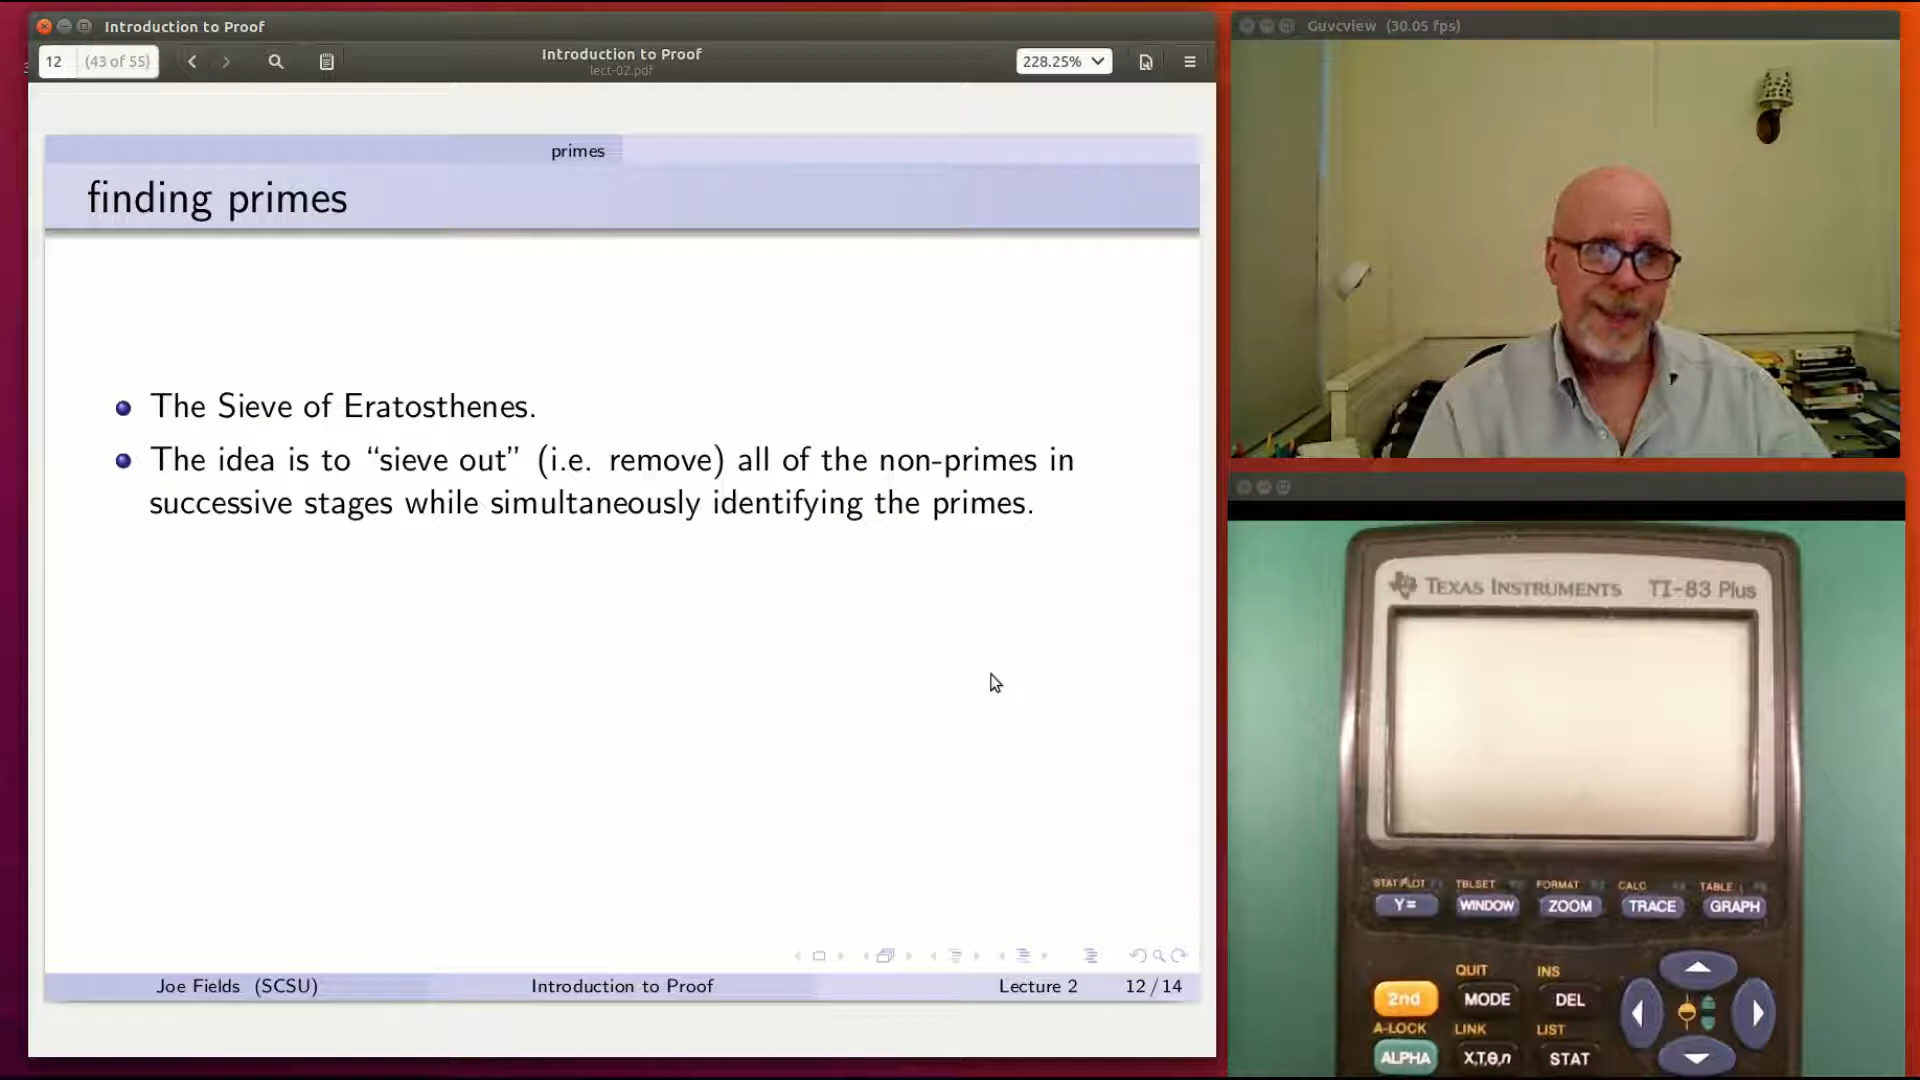 Introduction to Proof
12 (43 of 55)
Introduction to Proof
lect-02.pdf
228.25%
primes
finding primes
The Sieve of Eratosthenes.
The idea is to “sieve out” (i.e. remove) all of the non-primes in
successive stages while simultaneously identifying the primes.
Joe Fields (SCSU) Introduction to Proof Lecture 2 12 / 14
Guvcview (30.05 fps)
TEXAS INSTRUMENTS TI-83 Plus
STAT PLOT TBLSET FORMAT CALC TABLE
Y= WINDOW ZOOM TRACE GRAPH
QUIT INS
2nd MODE DEL
A-LOCK LINK LIST
ALPHA X,T,Θ,n STAT